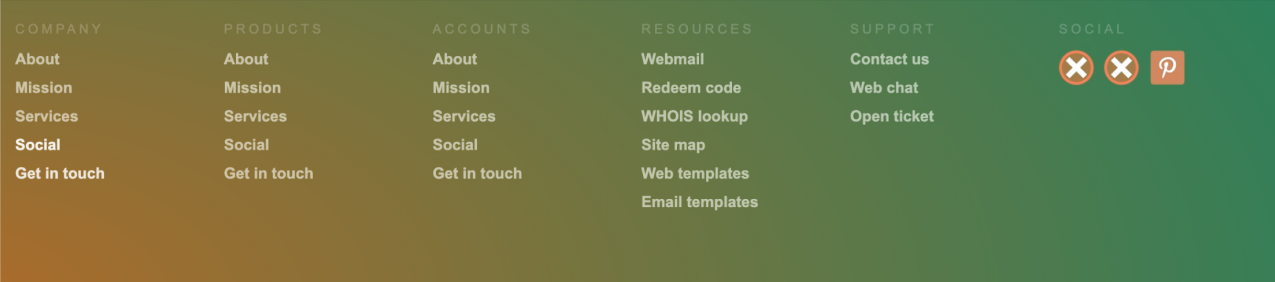 COMPANY
About
Mission
Services
Social
Get in touch
PRODUCTS
About
Mission
Services
Social
Get in touch
ACCOUNTS
About
Mission
Services
Social
Get in touch
RESOURCES
Webmail
Redeem code
WHOIS lookup
Site map
Web templates
Email templates
SUPPORT
Contact us
Web chat
Open ticket
SOCIAL